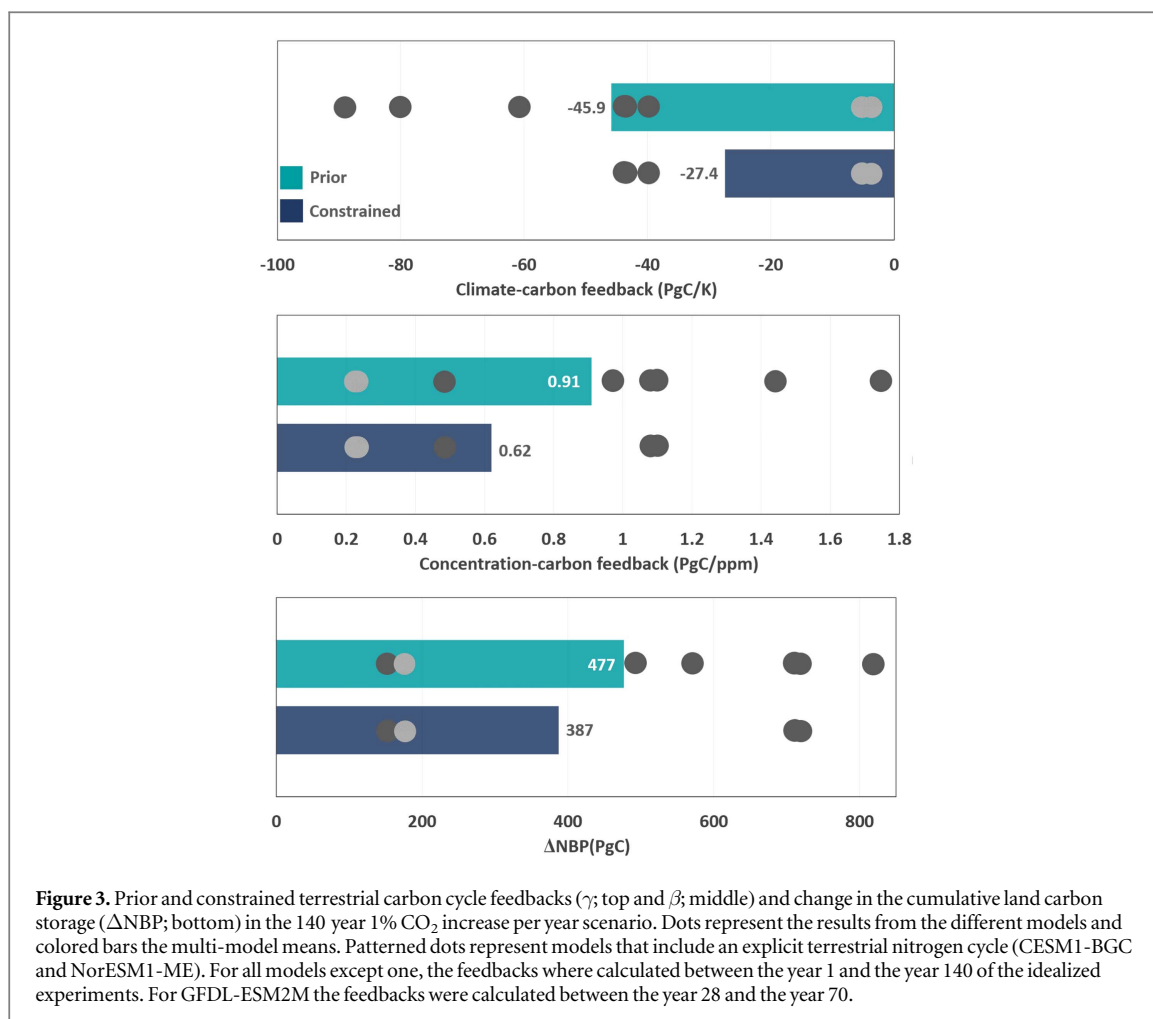 -45.9
-27.4
Prior
Constrained
-100 -80 -60 -40 -20 0
Climate-carbon feedback (PgC/K)
0.91
0.62
0 0.2 0.4 0.6 0.8 1 1.2 1.4 1.6 1.8
Concentration-carbon feedback (PgC/ppm)
477
387
0 200 400 600 800
ΔNBP(PgC)
Figure 3. Prior and constrained terrestrial carbon cycle feedbacks (γ; top and β; middle) and change in the cumulative land carbon
storage (ΔNBP; bottom) in the 140 year 1% CO₂ increase per year scenario. Dots represent the results from the different models and
colored bars the multi-model means. Patterned dots represent models that include an explicit terrestrial nitrogen cycle (CESM1-BGC
and NorESM1-ME). For all models except one, the feedbacks where calculated between the year 1 and the year 140 of the idealized
experiments. For GFDL-ESM2M the feedbacks were calculated between the year 28 and the year 70.